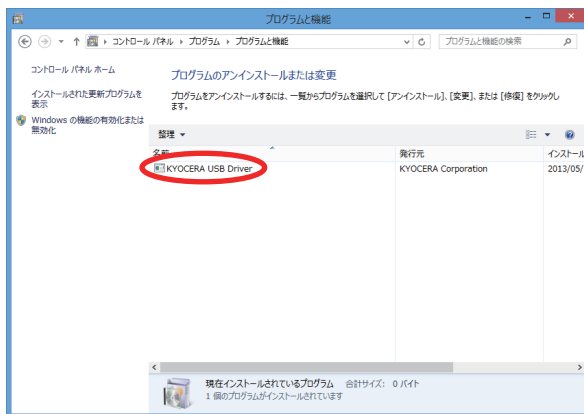 プログラムと機能
コントロール パネル ▸ プログラム ▸ プログラムと機能
プログラムと機能の検索
コントロール パネル ホーム
インストールされた更新プログラムを
表示
Windows の機能の有効化または
無効化
プログラムのアンインストールまたは変更
プログラムをアンインストールするには、一覧からプログラムを選択して [アンインストール]、[変更]、または [修復] をクリックし
ます。
整理
名前 発行元 インストール
KYOCERA USB Driver KYOCERA Corporation 2013/05/
現在インストールされているプログラム 合計サイズ: 0 バイト
1 個のプログラムがインストールされています